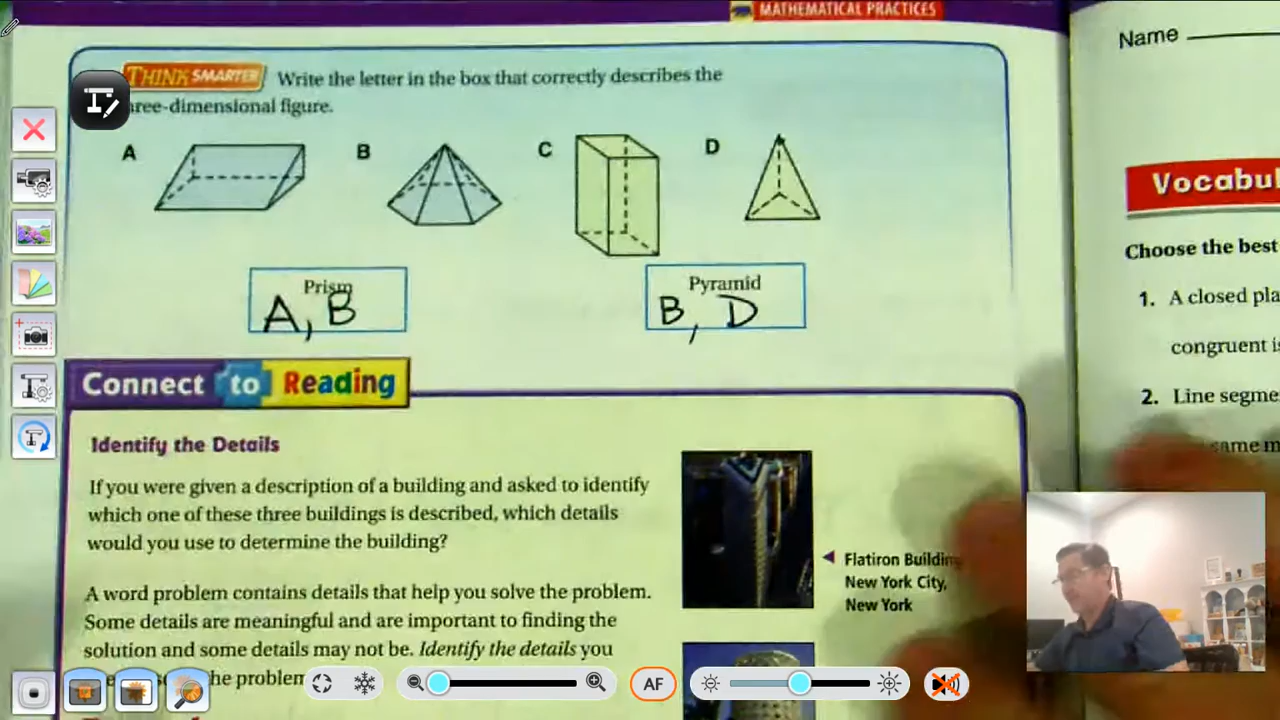 MATHEMATICAL PRACTICES
THINK SMARTER Write the letter in the box that correctly describes the
three-dimensional figure.
A
B
C
D
Prism
A, B
Pyramid
B, D
Connect to Reading
Identify the Details
If you were given a description of a building and asked to identify
which one of these three buildings is described, which details
would you use to determine the building?
A word problem contains details that help you solve the problem.
Some details are meaningful and are important to finding the
solution and some details may not be. Identify the details you
the problem
Flatiron Building,
New York City,
New York
Name
Vocabul
Choose the best
1. A closed pla
congruent is
2. Line segme
same m
AF